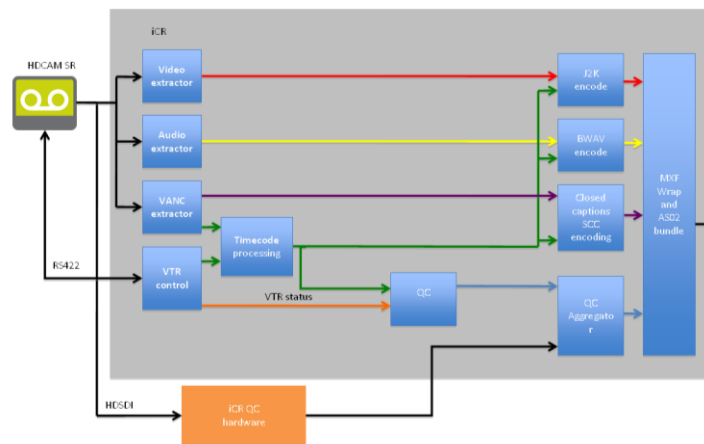 iCR
HDCAM SR
Video
extractor
J2K
encode
Audio
extractor
BWAV
encode
VANC
extractor
Closed
captions
SCC
encoding
MXF
Wrap
and
AS02
bundle
Timecode
processing
RS422
VTR
control
VTR status
QC
QC
Aggregato
r
HDSDI
iCR QC
hardware